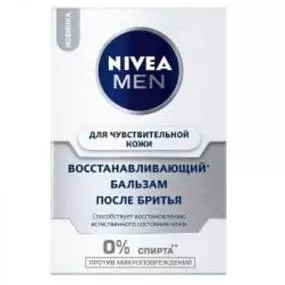 НОВИНКА
NIVEA
MEN
ДЛЯ ЧУВСТВИТЕЛЬНОЙ
КОЖИ
ВОССТАНАВЛИВАЮЩИЙ*
БАЛЬЗАМ
ПОСЛЕ БРИТЬЯ
Способствует восстановлению
естественного состояния кожи
0% СПИРТА**
ПРОТИВ МИКРОПОВРЕЖДЕНИЙ